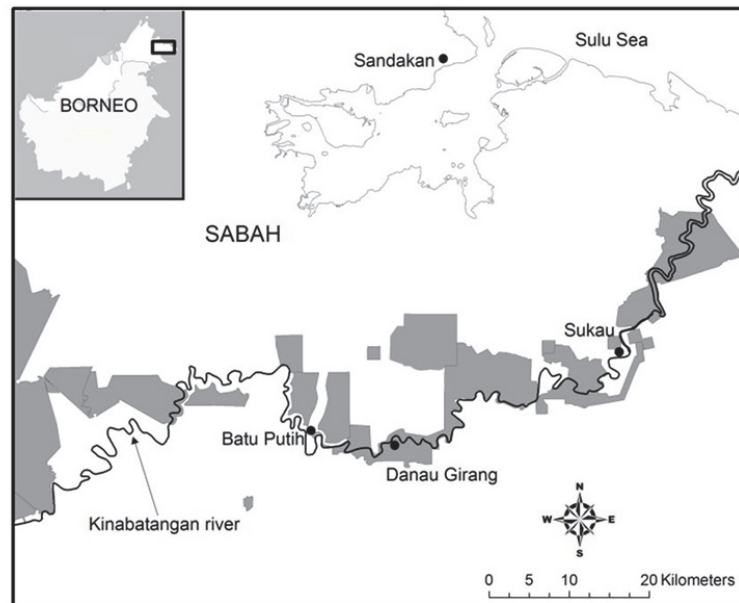 BORNEO
Sandakan
Sulu Sea
SABAH
Sukau
Batu Putih
Danau Girang
Kinabatangan river
N
W E
S
0 5 10 20 Kilometers